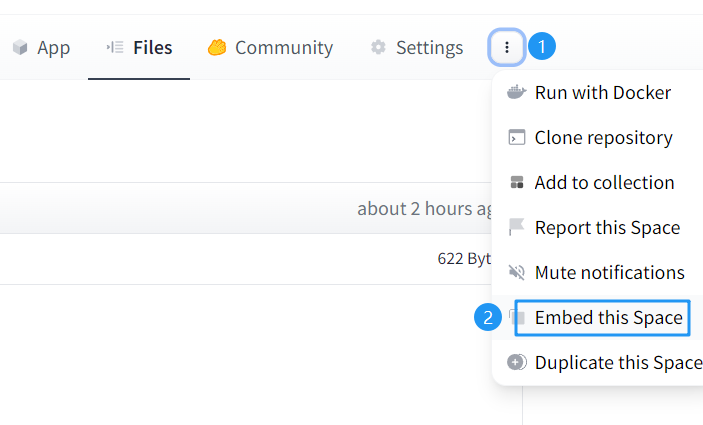 App Files Community Settings 1
Run with Docker
Clone repository
Add to collection
about 2 hours ag
Report this Space
622 Byt
Mute notifications
2 Embed this Space
Duplicate this Space